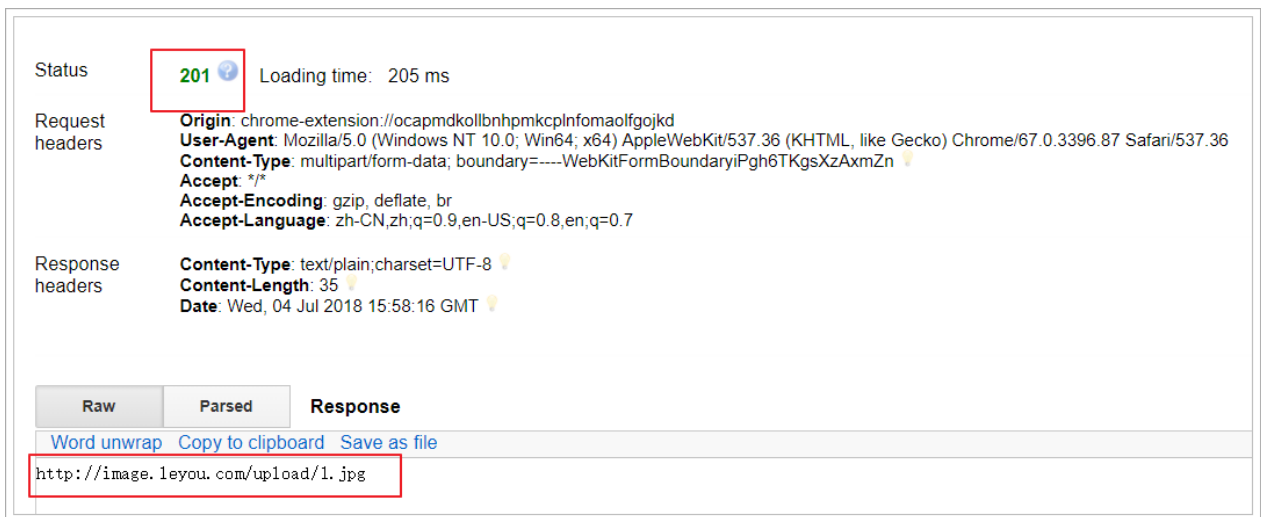 Status 201 Loading time: 205 ms
Request headers
Origin: chrome-extension://ocapmdkollbnhpmkcplnfomaolfgojkd
User-Agent: Mozilla/5.0 (Windows NT 10.0; Win64; x64) AppleWebKit/537.36 (KHTML, like Gecko) Chrome/67.0.3396.87 Safari/537.36
Content-Type: multipart/form-data; boundary=----WebKitFormBoundaryiPgh6TKgsXzAxmZn
Accept: */*
Accept-Encoding: gzip, deflate, br
Accept-Language: zh-CN,zh;q=0.9,en-US;q=0.8,en;q=0.7
Response headers
Content-Type: text/plain;charset=UTF-8
Content-Length: 35
Date: Wed, 04 Jul 2018 15:58:16 GMT
Raw Parsed Response
Word unwrap Copy to clipboard Save as file
http://image.leyou.com/upload/1.jpg